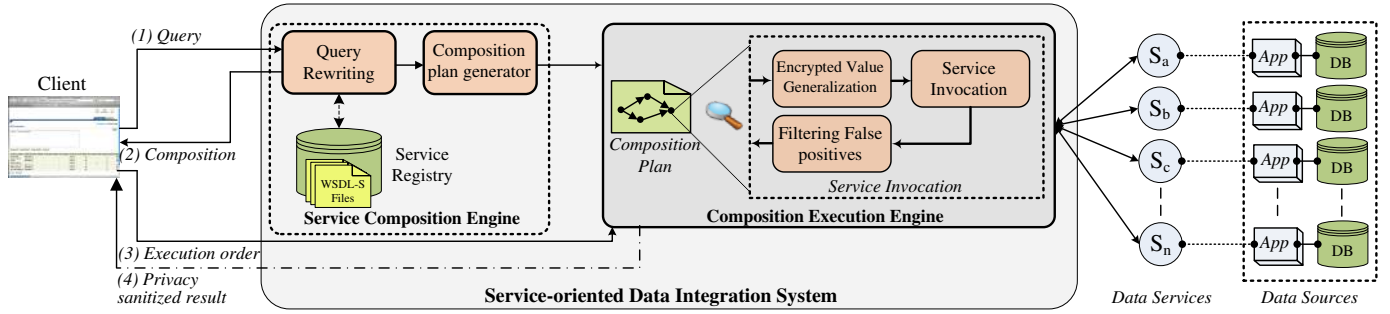 Client
(1) Query
(2) Composition
(3) Execution order
(4) Privacy
sanitized result
Query
Rewriting
Composition
plan generator
Service
Registry
WSDL-S
Files
Service Composition Engine
Composition
Plan
Encrypted Value
Generalization
Service
Invocation
Filtering False
positives
Service Invocation
Composition Execution Engine
Service-oriented Data Integration System
Sa
Sb
Sc
Sn
Data Services
App
DB
App
DB
App
DB
App
DB
Data Sources